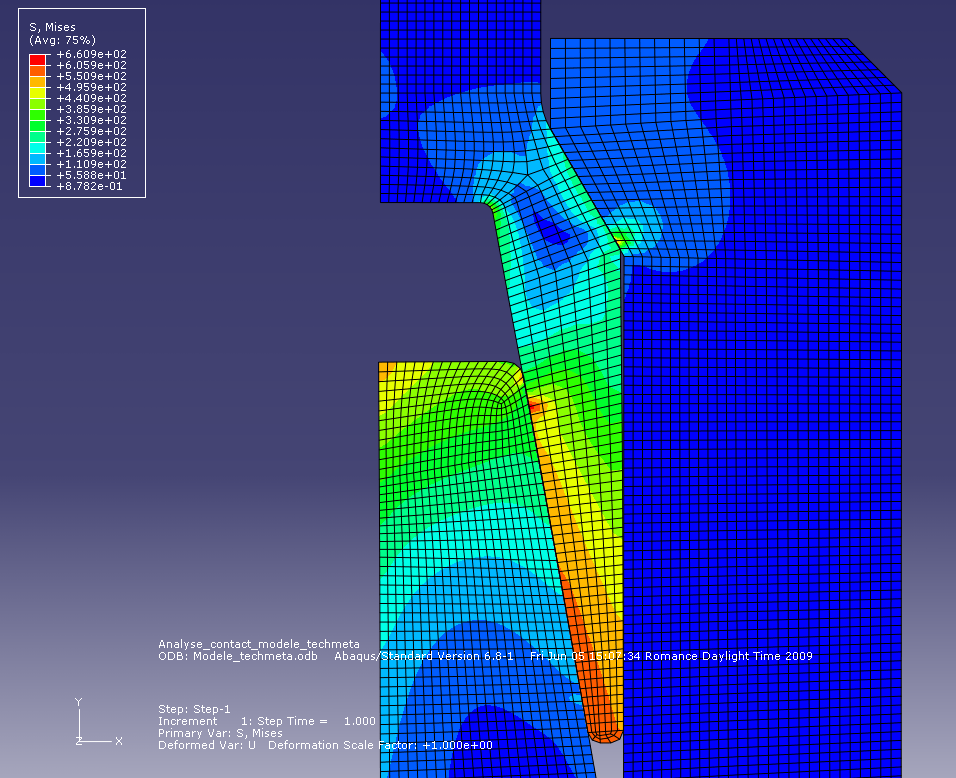 S, Mises
(Avg: 75%)
+6.609e+02
+6.059e+02
+5.509e+02
+4.959e+02
+4.409e+02
+3.859e+02
+3.309e+02
+2.759e+02
+2.209e+02
+1.659e+02
+1.109e+02
+5.588e+01
+8.782e-01
Analyse_contact_modele_techmeta
ODB: Modele_techmeta.odb Abaqus/Standard Version 6.8-1 Fri Jun 05 Romance Daylight Time 2009
Y
Z X
Step: Step-1
Increment 1: Step Time = 1.000
Primary Var: S, Mises
Deformed Var: U Deformation Scale Factor: +1.000e+00